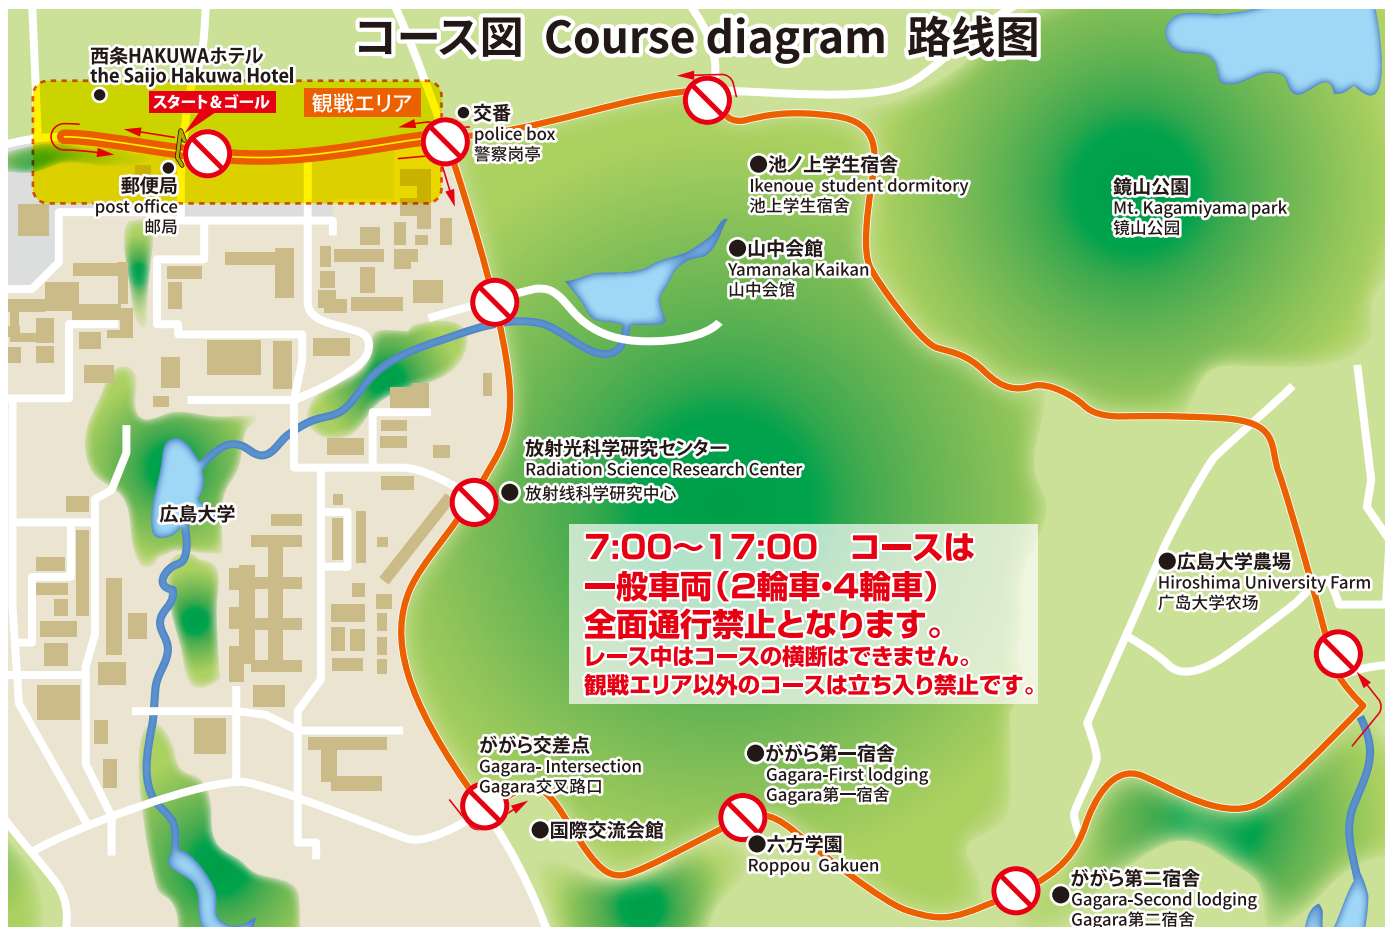 コース図 Course diagram 路线图
西条HAKUWAホテル
the Saijo Hakuwa Hotel
スタート&ゴール
観戦エリア
交番
police box
警察岗亭
郵便局
post office
邮局
池ノ上学生宿舎
Ikenoue student dormitory
池上学生宿舍
鏡山公園
Mt. Kagamiyama park
镜山公园
山中会館
Yamanaka Kaikan
山中会馆
放射光科学研究センター
Radiation Science Research Center
放射线科学研究中心
広島大学
7:00～17:00 コースは
一般車両（2輪車・4輪車）
全面通行禁止となります。
レース中はコースの横断はできません。
観戦エリア以外のコースは立ち入り禁止です。
広島大学農場
Hiroshima University Farm
广岛大学农场
ががら交差点
Gagara- Intersection
Gagara交叉路口
ががら第一宿舎
Gagara-First lodging
Gagara第一宿舍
国際交流会館
六方学園
Roppou Gakuen
ががら第二宿舎
Gagara-Second lodging
Gagara第二宿舍